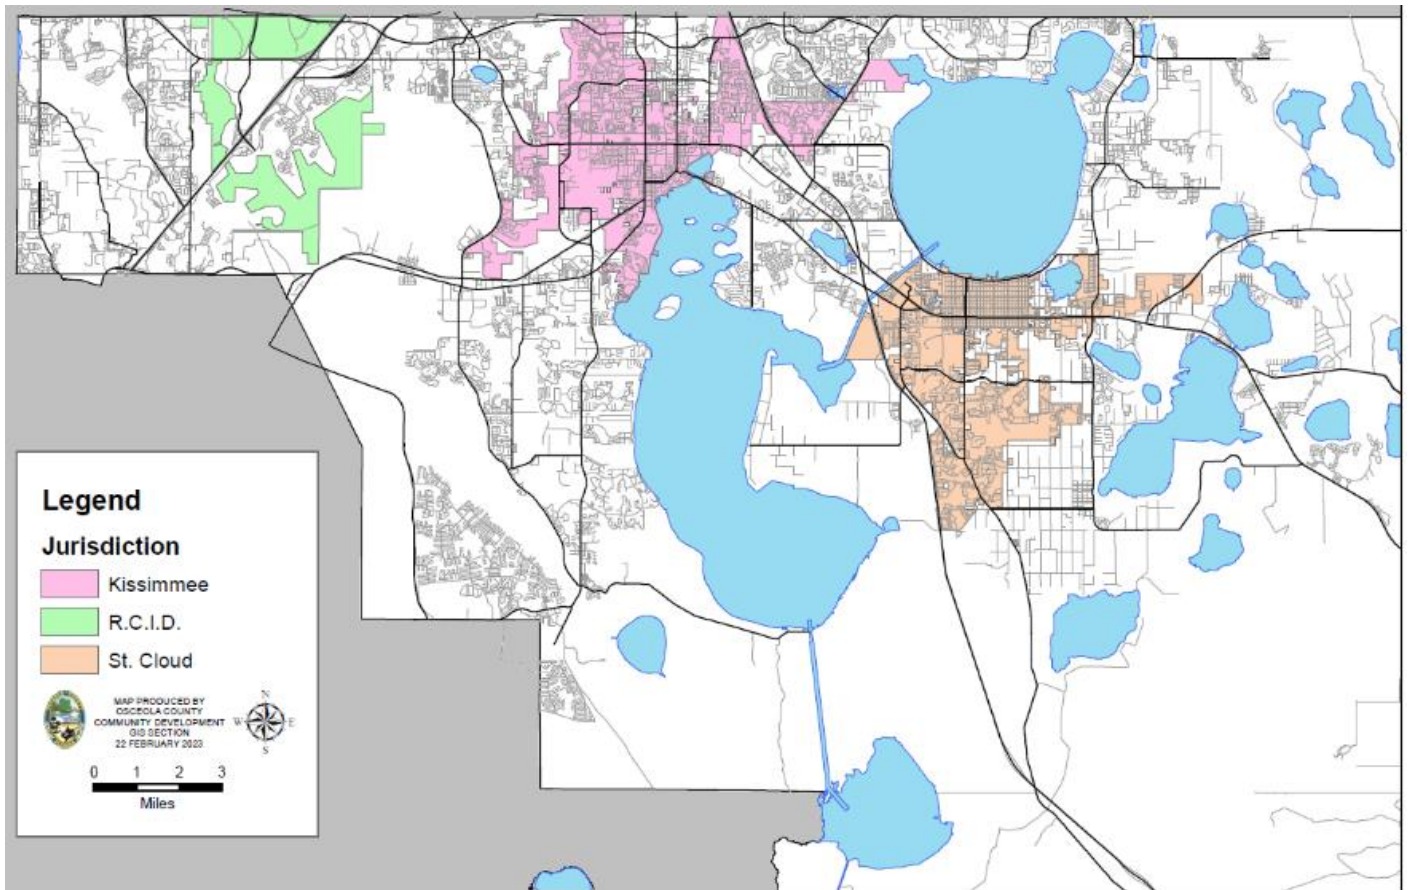 Legend
Jurisdiction
Kissimmee
R.C.I.D.
St. Cloud
MAP PRODUCED BY
OSCEOLA COUNTY
COMMUNITY DEVELOPMENT
GIS SECTION
22 FEBRUARY 2023
N
W E
S
0 1 2 3
Miles